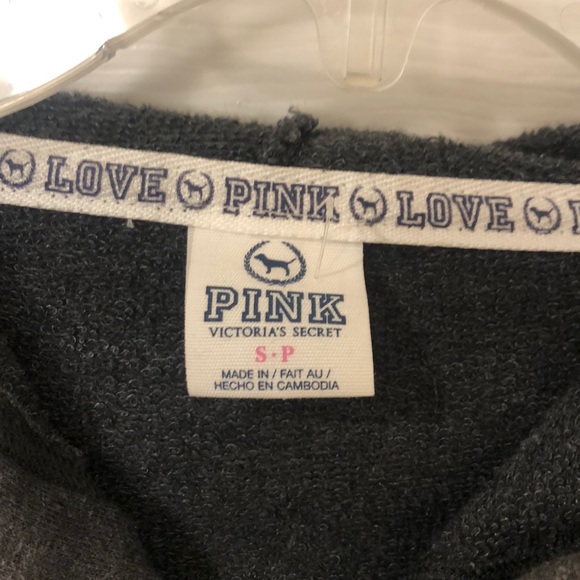 LOVE PINK LOVE
PINK
VICTORIA'S SECRET
S·P
MADE IN / FAIT AU /
HECHO EN CAMBODIA